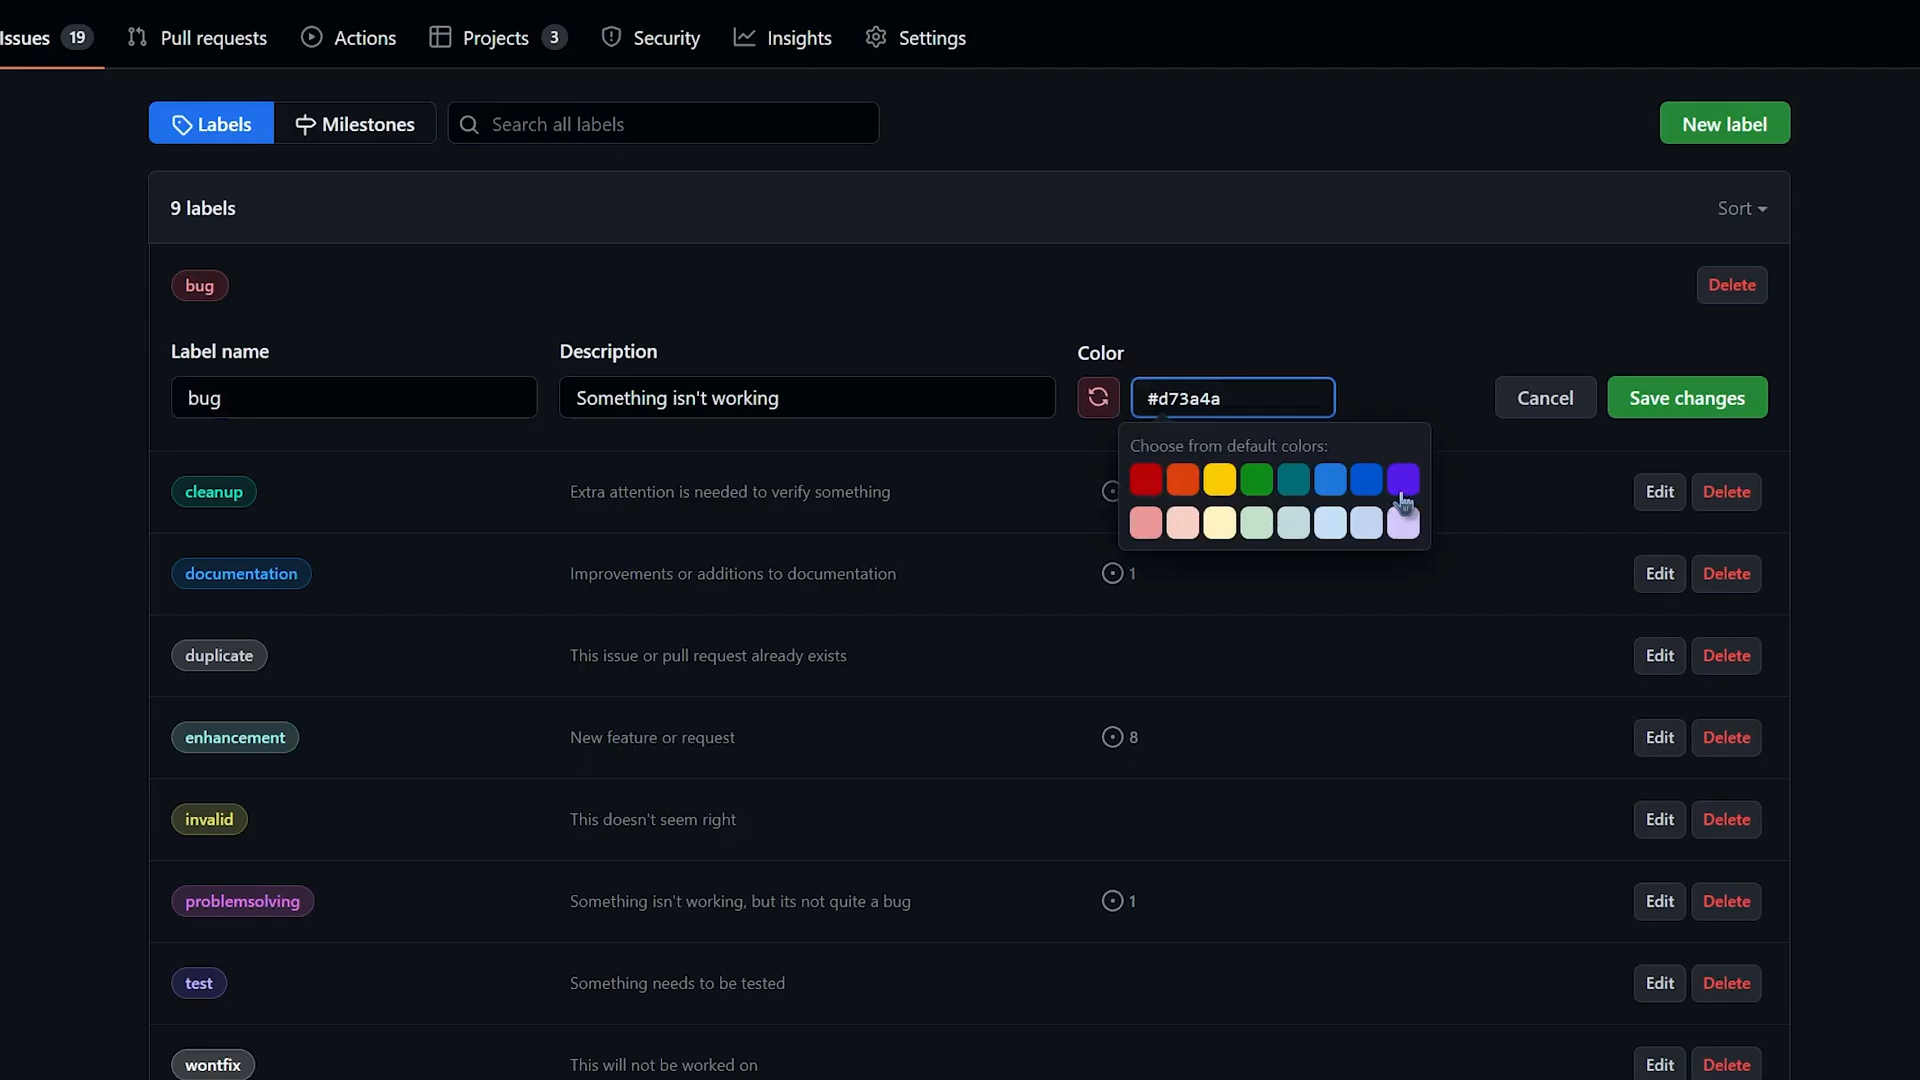 Issues 19 Pull requests Actions Projects 3 Security Insights Settings
Labels Milestones Search all labels New label
9 labels Sort
bug Delete
Label name Description Color
bug Something isn't working #d73a4a Cancel Save changes
Choose from default colors:
cleanup Extra attention is needed to verify something Edit Delete
documentation Improvements or additions to documentation 1 Edit Delete
duplicate This issue or pull request already exists Edit Delete
enhancement New feature or request 8 Edit Delete
invalid This doesn't seem right Edit Delete
problemsolving Something isn't working, but its not quite a bug 1 Edit Delete
test Something needs to be tested Edit Delete
wontfix This will not be worked on Edit Delete